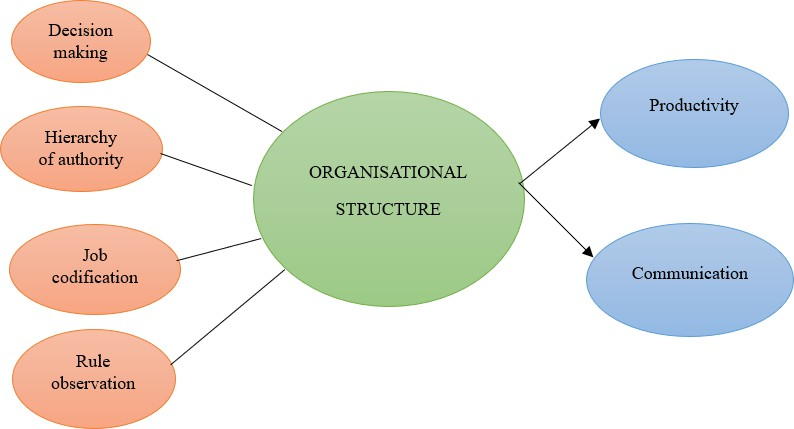 Decision
making
Hierarchy
of authority
Job
codification
Rule
observation
ORGANISATIONAL
STRUCTURE
Productivity
Communication